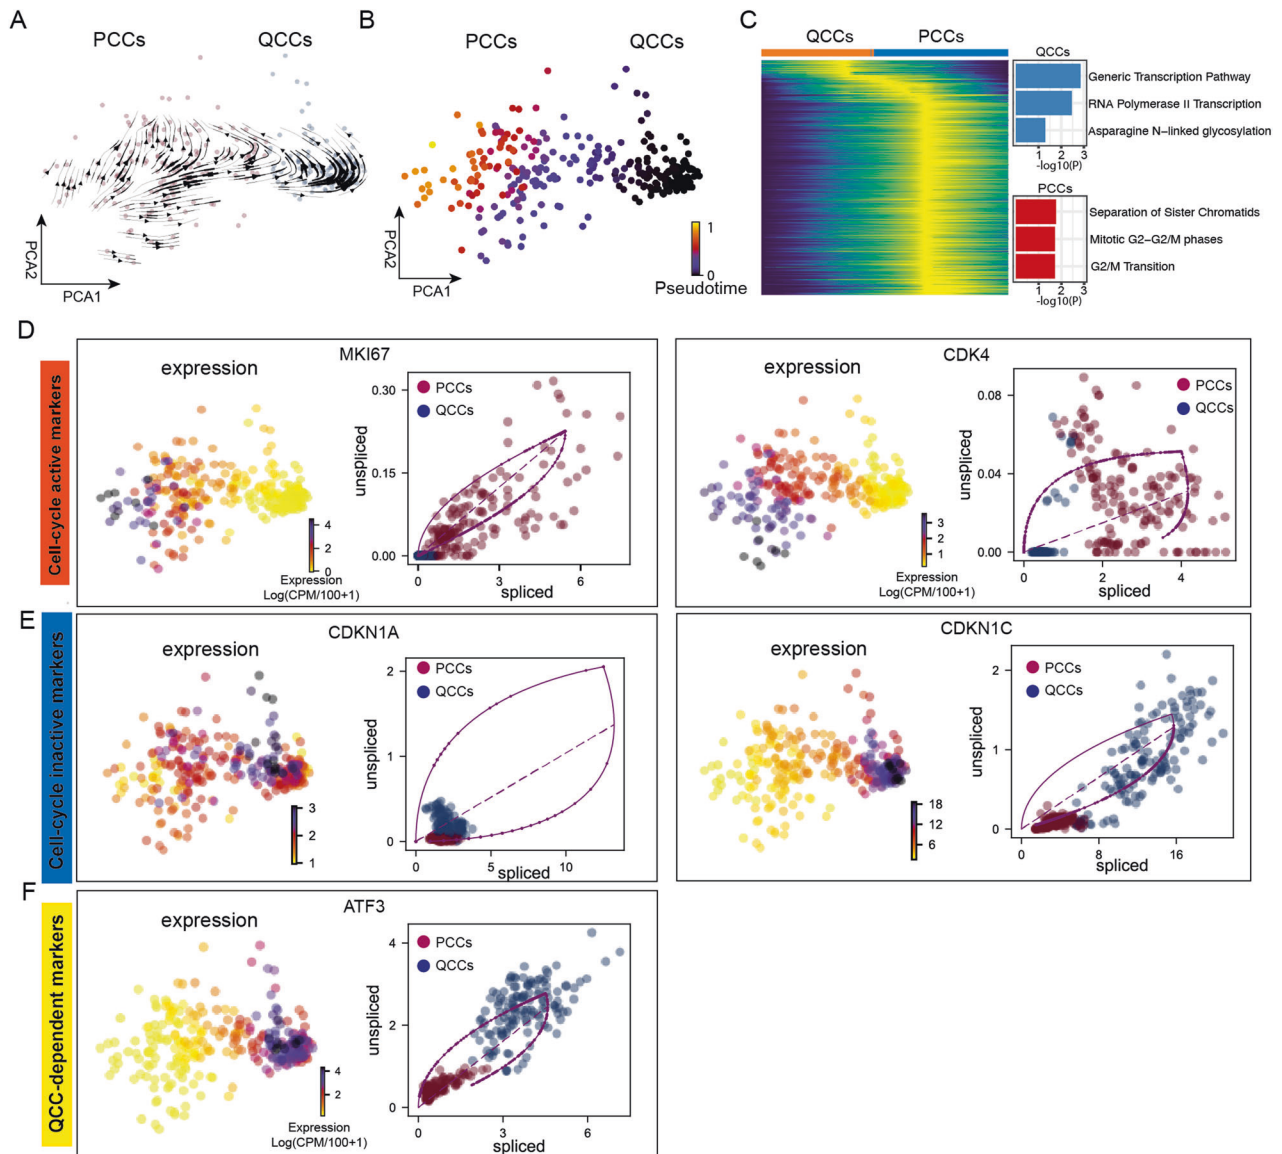 A
PCCs
QCCs
PCA2
PCA1
B
PCCs
QCCs
PCA2
PCA1
1
0
Pseudotime
C
QCCs
PCCs
QCCs
Generic Transcription Pathway
RNA Polymerase II Transcription
Asparagine N-linked glycosylation
1 2 3
-log10(P)
PCCs
Separation of Sister Chromatids
Mitotic G2-G2/M phases
G2/M Transition
1 2 3
-log10(P)
D
Cell-cycle active markers
MKI67
expression
4
2
0
Expression
Log(CPM/100+1)
PCCs
QCCs
unspliced
0.30
0.15
0.00
0 3 6
spliced
CDK4
expression
3
2
1
Expression
Log(CPM/100+1)
PCCs
QCCs
unspliced
0.08
0.04
0.00
0 2 4
spliced
E
Cell-cycle inactive markers
CDKN1A
expression
3
2
1
PCCs
QCCs
unspliced
2
1
0
0 5 10
spliced
CDKN1C
expression
18
12
6
PCCs
QCCs
unspliced
2
1
0
0 8 16
spliced
F
QCC-dependent markers
ATF3
expression
4
2
Expression
Log(CPM/100+1)
PCCs
QCCs
unspliced
4
2
0
0 3 6
spliced